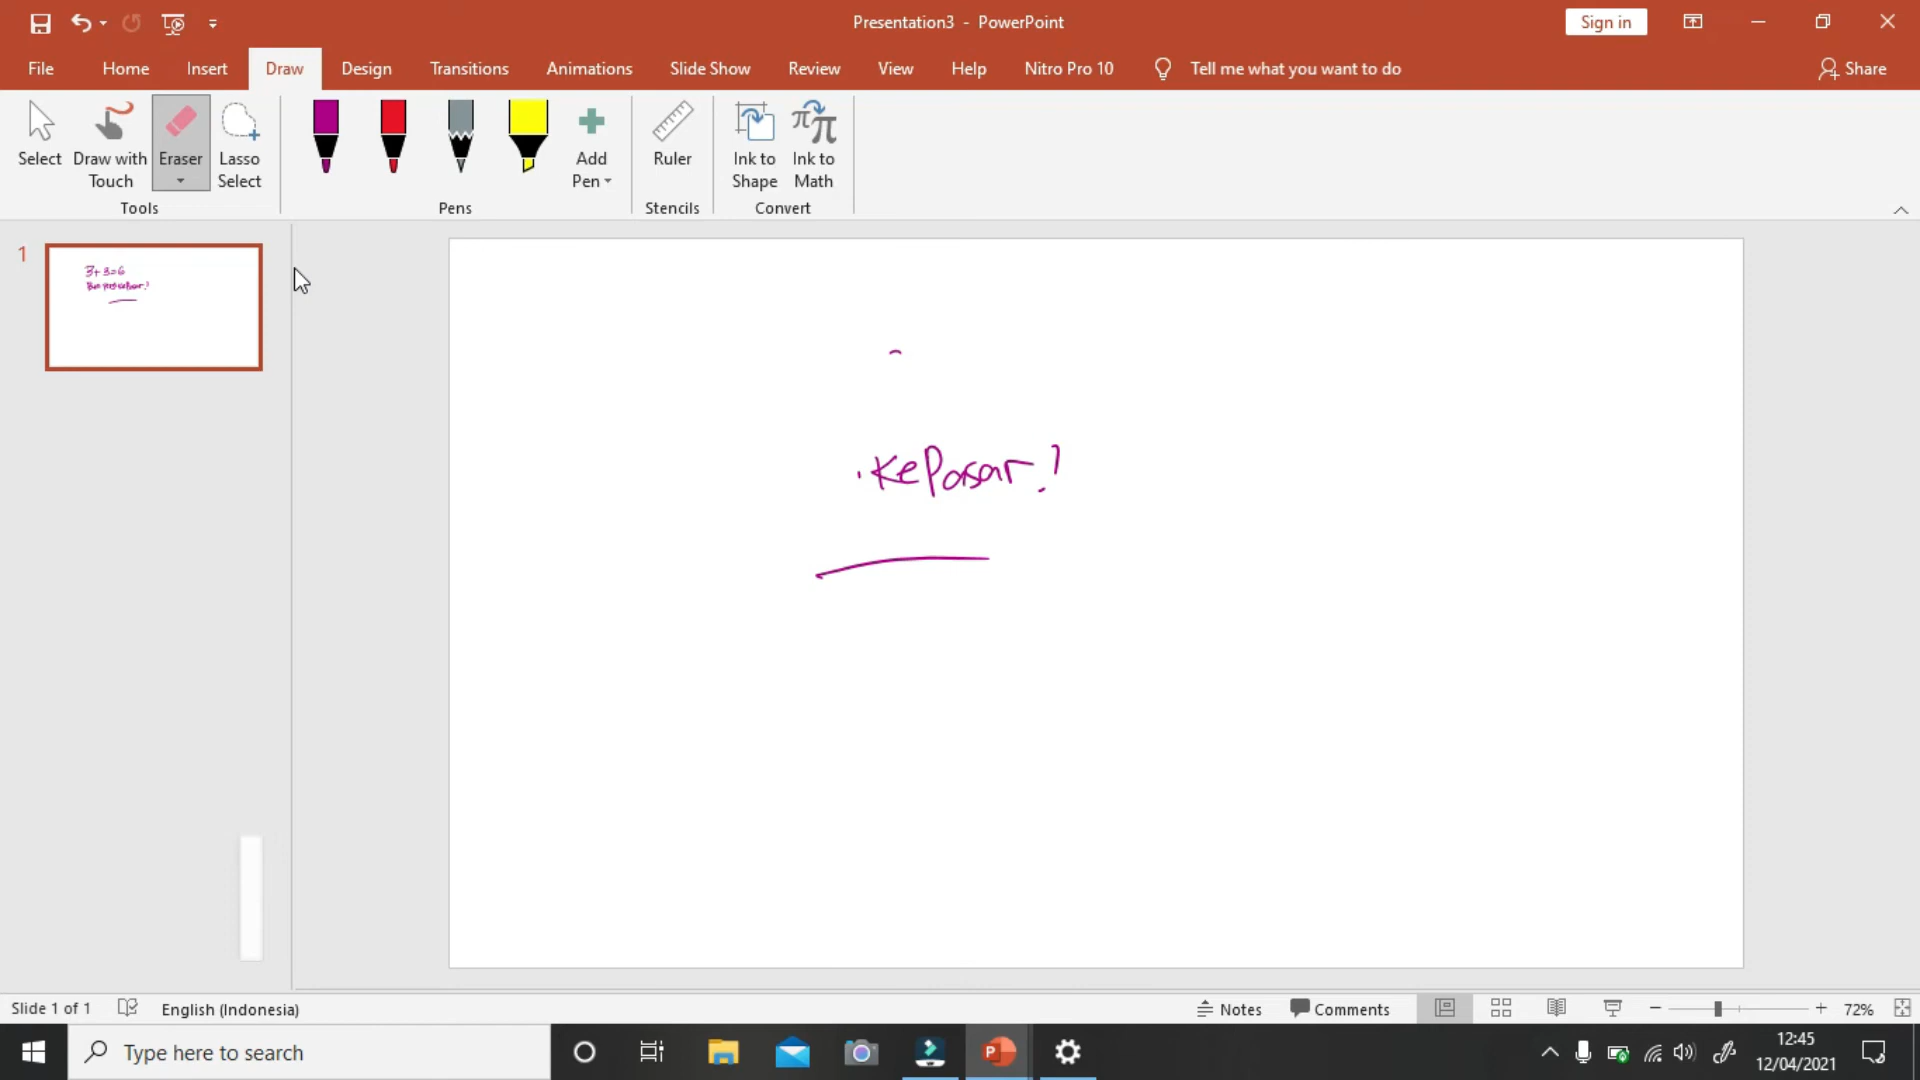 Presentation3 - PowerPoint
Sign in
File Home Insert Draw Design Transitions Animations Slide Show Review View Help Nitro Pro 10 Tell me what you want to do Share
Select
Draw with Touch
Eraser
Lasso Select
Add Pen
Ruler
Ink to Shape
Ink to Math
Tools Pens Stencils Convert
1
3+3=6
kePasar!
Slide 1 of 1 English (Indonesia) Notes Comments 72%
Type here to search
12:45
12/04/2021